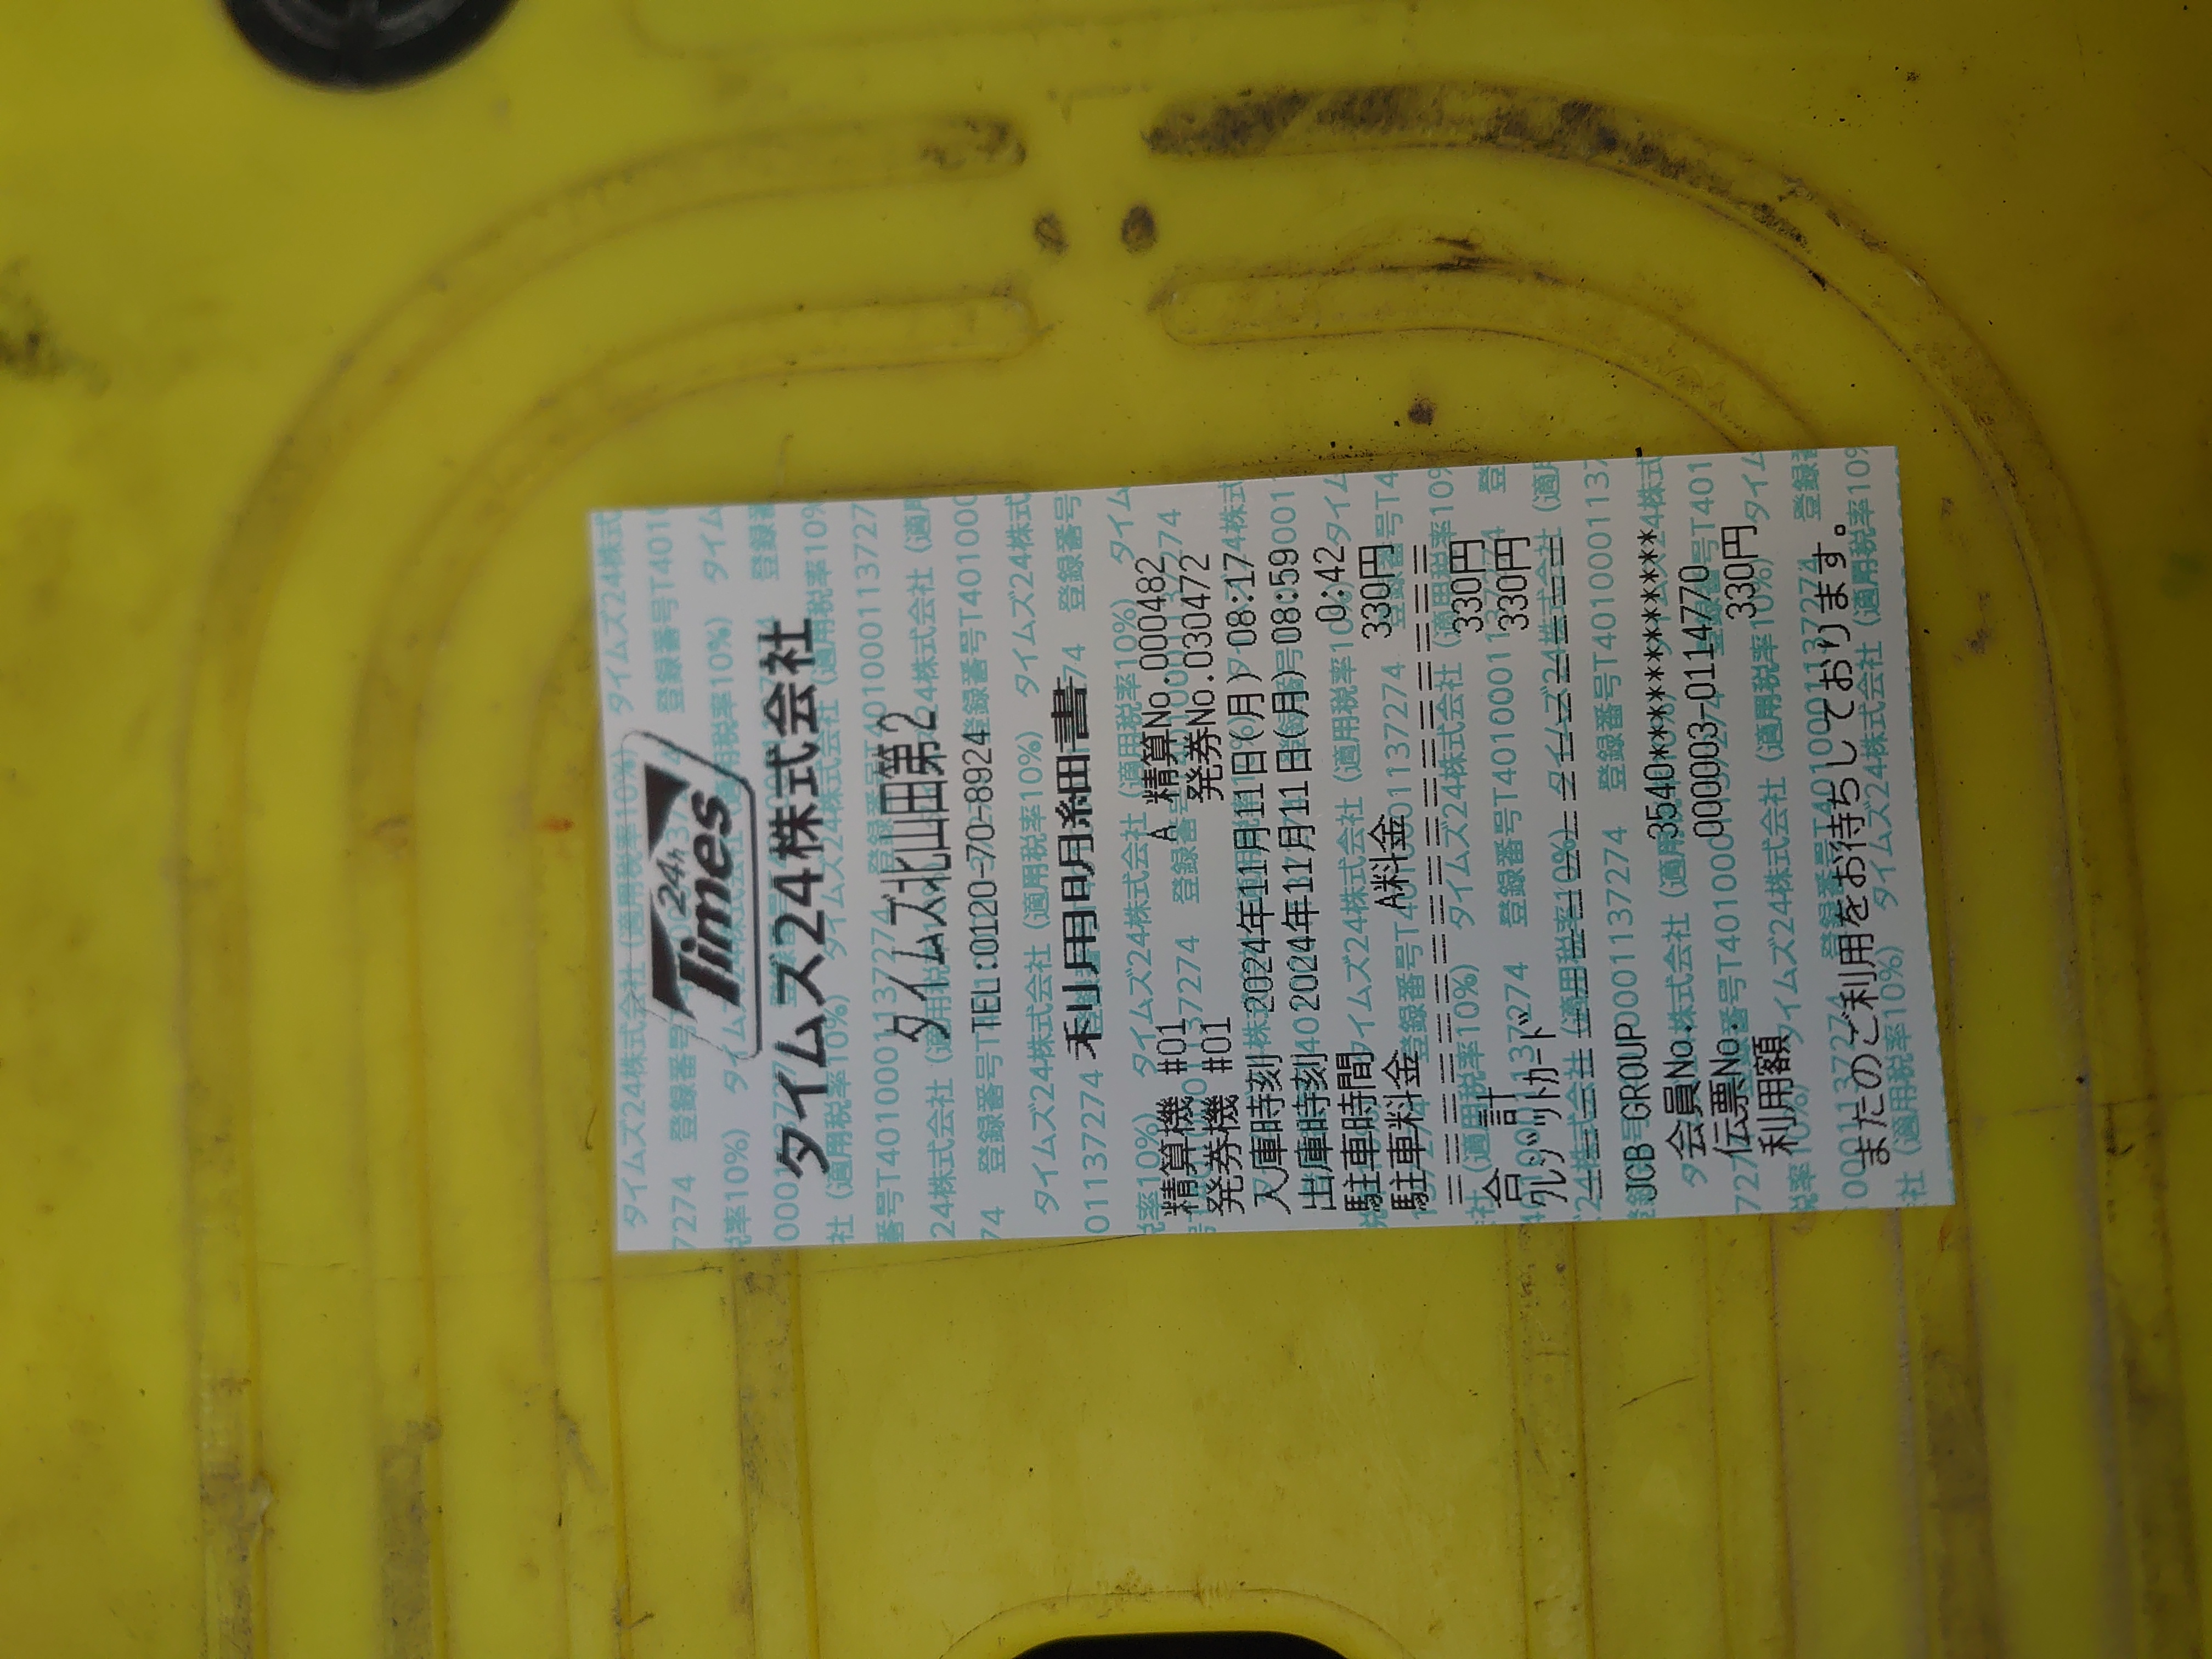 24h
Times
タイムズ24株式会社
タイムズ北山田第2
TEL:0120-70-8924
利用明細書
精算機 #01 A 精算No.000482
発券機 #01 発券No.030472
入庫時刻 2024年11月11日(月) 08:17
出庫時刻 2024年11月11日(月) 08:59
駐車時間 0:42
駐車料金 A料金 330円
合 計 330円
クレジットカード 330円
JCB GROUP
会員No. 3540************
伝票No. 000003-0114770
利用額 330円
またのご利用をお待ちしております。
タイムズ24株式会社 (適用税率10%)
登録番号T4010001137274